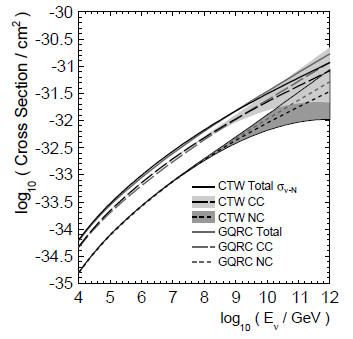 log10 ( Cross Section / cm2 )
-30
-30.5
-31
-31.5
-32
-32.5
-33
-33.5
-34
-34.5
-35
CTW Total σν-N
CTW CC
CTW NC
GQRC Total
GQRC CC
GQRC NC
4 5 6 7 8 9 10 11 12
log10 ( Eν / GeV )